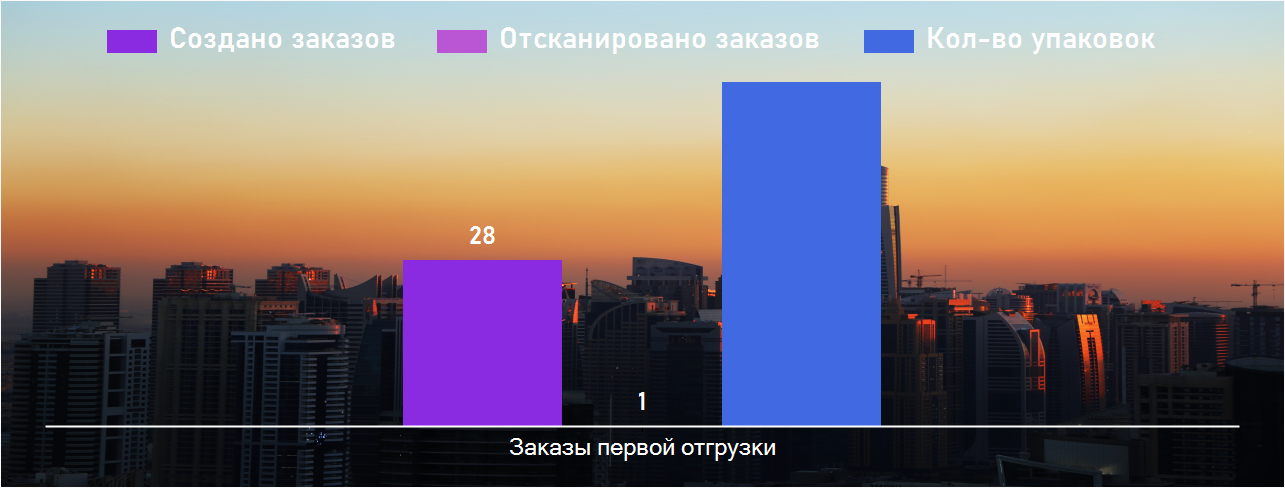 Создано заказов
Отсканировано заказов
Кол-во упаковок
28
1
Заказы первой отгрузки